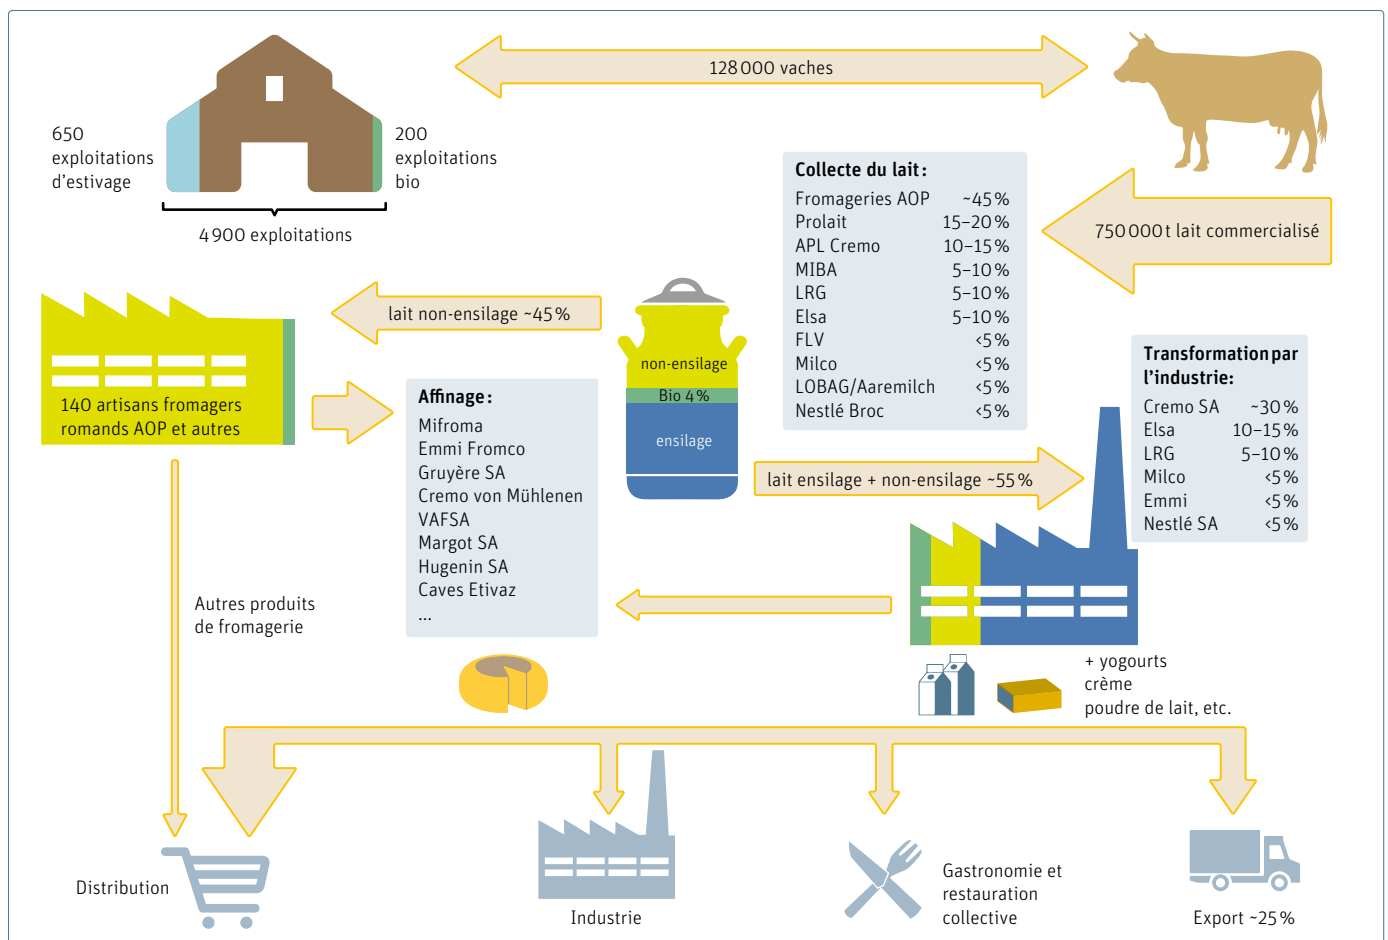 128 000 vaches
650
exploitations
d'estivage
200
exploitations
bio
4 900 exploitations
Collecte du lait :
Fromageries AOP ~45 %
Prolait 15–20 %
APL Cremo 10–15 %
MIBA 5–10 %
LRG 5–10 %
Elsa 5–10 %
FLV <5 %
Milco <5 %
LOBAG/Aaremilch <5 %
Nestlé Broc <5 %
750 000 t lait commercialisé
lait non-ensilage ~45 %
non-ensilage
Bio 4 %
ensilage
140 artisans fromagers
romands AOP et autres
Affinage :
Mifroma
Emmi Fromco
Gruyère SA
Cremo von Mühlenen
VAFSA
Margot SA
Hugenin SA
Caves Etivaz
...
Transformation par
l'industrie:
Cremo SA ~30 %
Elsa 10–15 %
LRG 5–10 %
Milco <5 %
Emmi <5 %
Nestlé SA <5 %
lait ensilage + non-ensilage ~55 %
Autres produits
de fromagerie
+ yogourts
crème
poudre de lait, etc.
Distribution
Industrie
Gastronomie et
restauration
collective
Export ~25 %